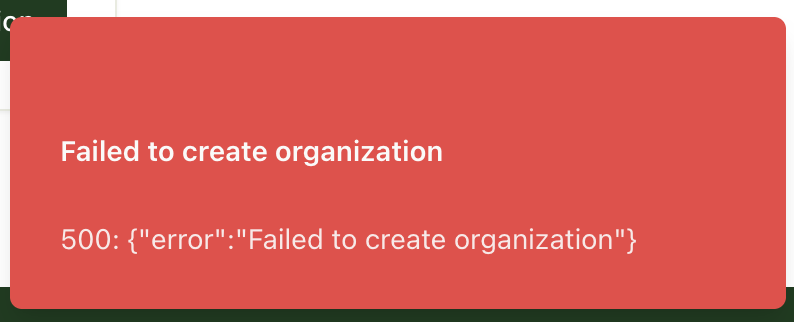 Failed to create organization
500: {"error":"Failed to create organization"}